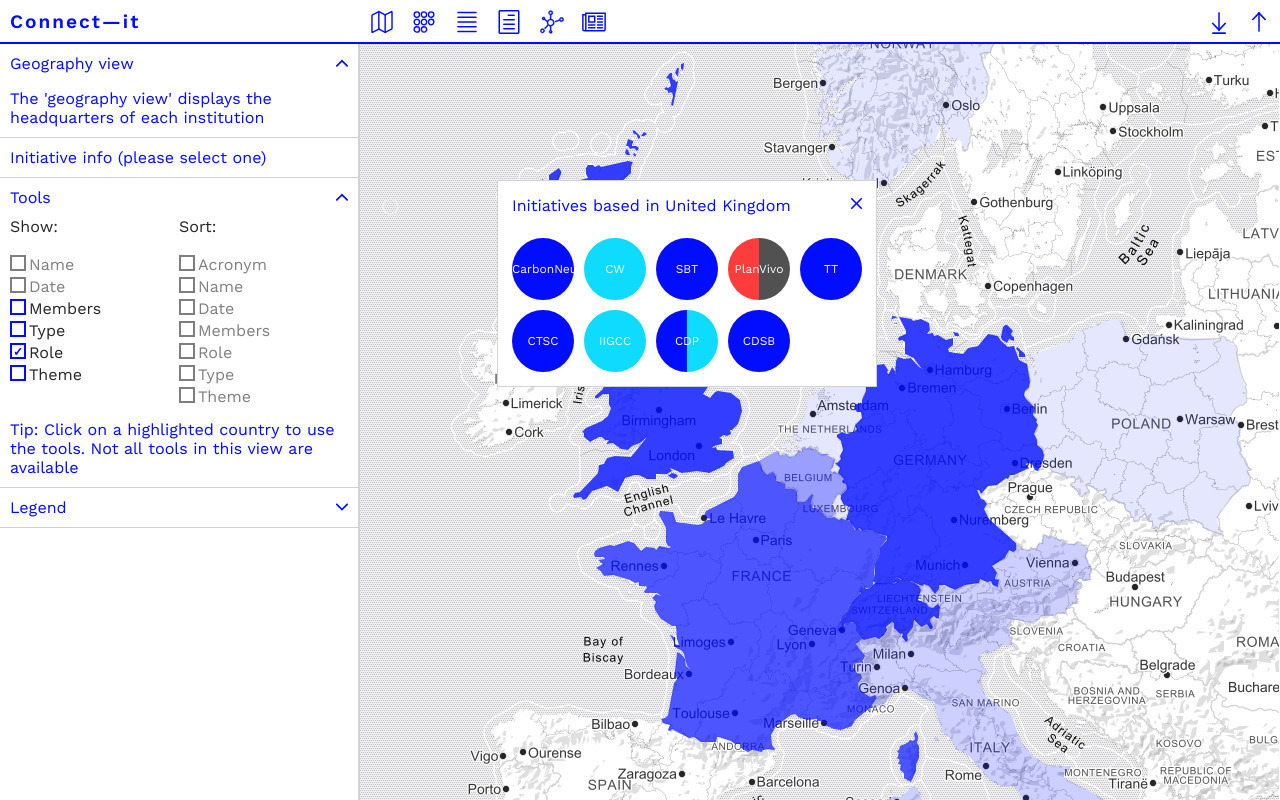 Connect—it
Geography view
The 'geography view' displays the
headquarters of each institution
Initiative info (please select one)
Tools
Show:
Sort:
Name
Date
Members
Type
Role
Theme
Acronym
Name
Date
Members
Role
Type
Theme
Tip: Click on a highlighted country to use
the tools. Not all tools in this view are
available
Legend
Initiatives based in United Kingdom
CarbonNeu
CW
SBT
PlanVivo
TT
CTSC
IIGCC
CDP
CDSB
NORWAY
Bergen
Oslo
Stavanger
Skagerrak
Kattegat
Turku
Uppsala
Stockholm
Linköping
Gothenburg
Baltic
Sea
Liepāja
DENMARK
Copenhagen
Kaliningrad
Gdańsk
Hamburg
Bremen
Berlin
Limerick
Cork
Birmingham
London
Amsterdam
THE NETHERLANDS
POLAND
Warsaw
Brest
GERMANY
Dresden
BELGIUM
English
Channel
LUXEMBOURG
Prague
CZECH REPUBLIC
Nuremberg
Le Havre
Paris
Rennes
FRANCE
Munich
Vienna
SLOVAKIA
AUSTRIA
Budapest
HUNGARY
LIECHTENSTEIN
SWITZERLAND
Geneva
Lyon
Limoges
Bay of
Biscay
SLOVENIA
CROATIA
Milan
Turin
Genoa
Bordeaux
Belgrade
BOSNIA AND
HERZEGOVINA
SERBIA
SAN MARINO
MONACO
Toulouse
Marseille
Bilbao
Adriatic
Sea
ANDORRA
ITALY
KOSOVO
Vigo
Ourense
Zaragoza
SPAIN
Barcelona
Porto
Rome
MONTENEGRO
REPUBLIC OF
MACEDONIA
Tiranë